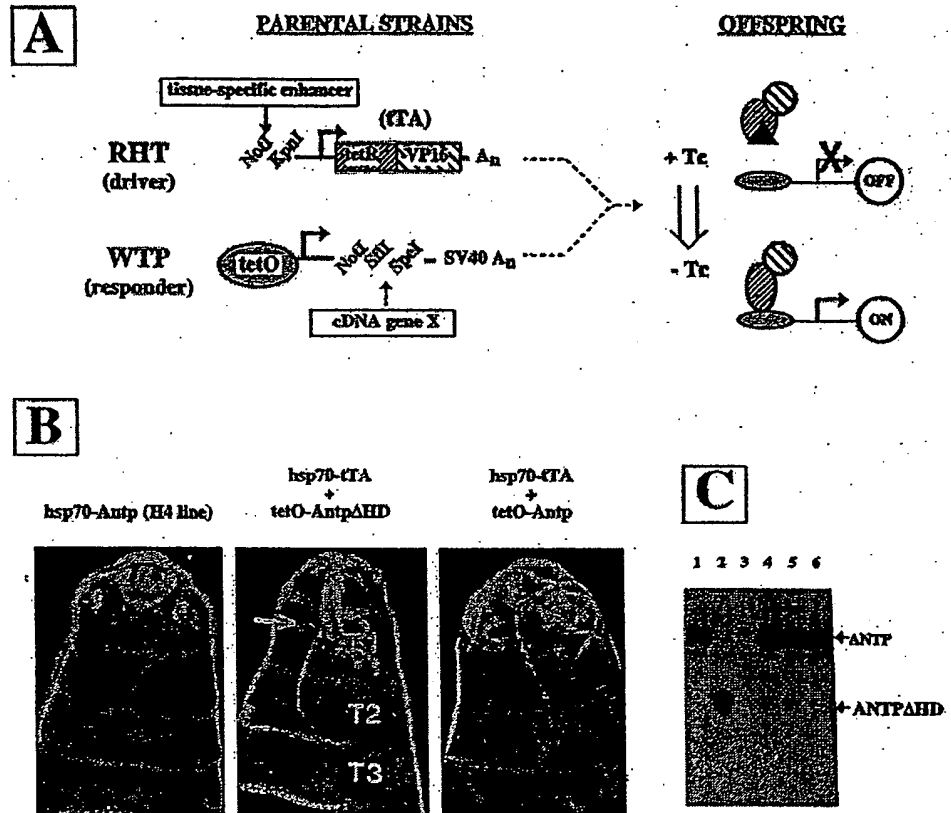 A
PARENTAL STRAINS
OFFSPRING
tissue-specific enhancer
RHT
(driver)
NotI
KpnI
(tTA)
tetR
VP16
An
+ Tc
OFF
X
WTP
(responder)
tetO
NotI
SfiI
SpeI
SV40 An
- Tc
cDNA gene X
ON
B
hsp70-Antp (H4 line)
hsp70-tTA
+
tetO-AntpΔHD
hsp70-tTA
+
tetO-Antp
T2
T3
C
1 2 3 4 5 6
ANTP
ANTPΔHD